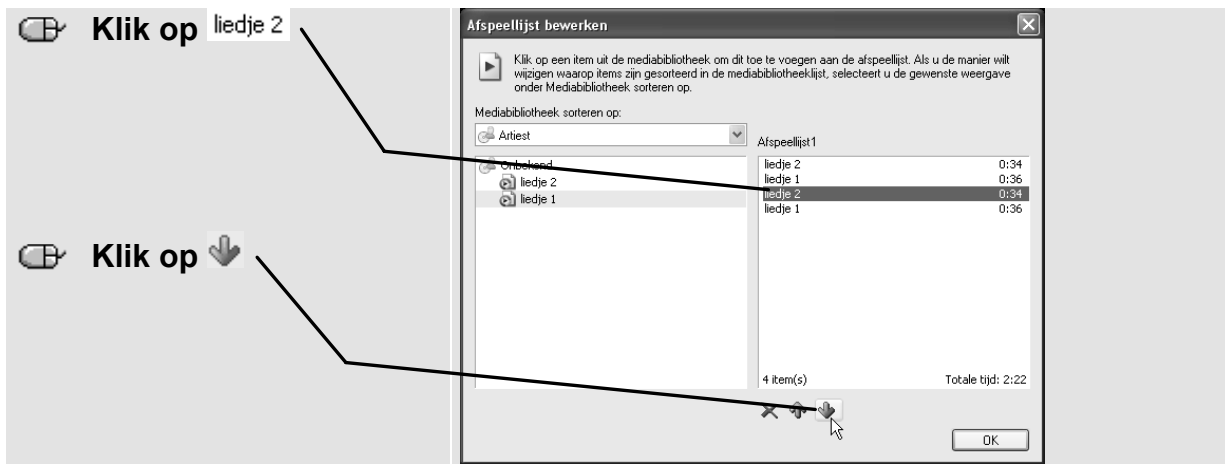 Klik op liedje 2
Klik op
Afspeellijst bewerken
Klik op een item uit de mediabibliotheek om dit toe te voegen aan de afspeellijst. Als u de manier wilt
wijzigen waarop items zijn gesorteerd in de mediabibliotheeklijst, selecteert u de gewenste weergave
onder Mediabibliotheek sorteren op.
Mediabibliotheek sorteren op:
Artiest
Onbekend
liedje 2
liedje 1
Afspeellijst1
liedje 2 0:34
liedje 1 0:36
liedje 2 0:34
liedje 1 0:36
4 item(s) Totale tijd: 2:22
OK